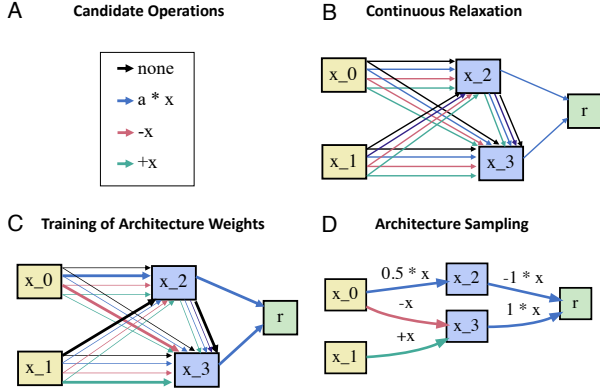 A
Candidate Operations
none
a * x
-x
+x
B
Continuous Relaxation
x_0
x_2
r
x_1
x_3
C
Training of Architecture Weights
x_0
x_2
r
x_1
x_3
D
Architecture Sampling
0.5 * x
x_2
-1 * x
x_0
r
-x
x_3
1 * x
+x
x_1